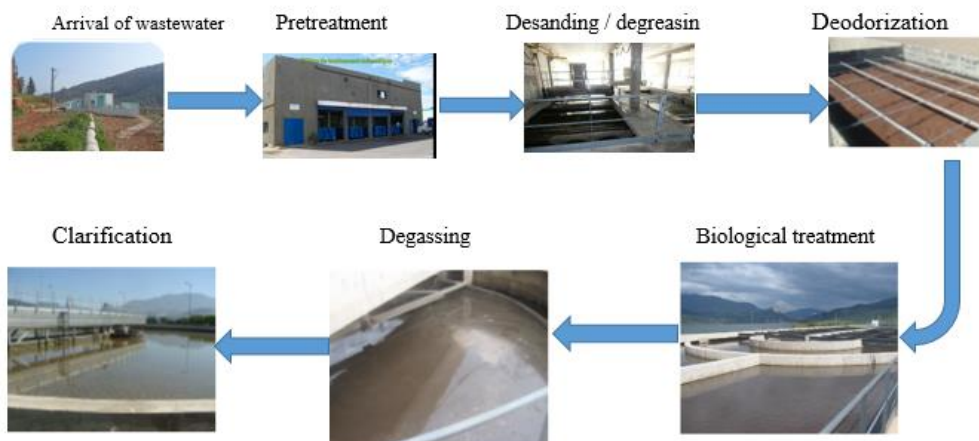 Arrival of wastewater
Pretreatment
Desanding / degreasin
Deodorization
Clarification
Degassing
Biological treatment